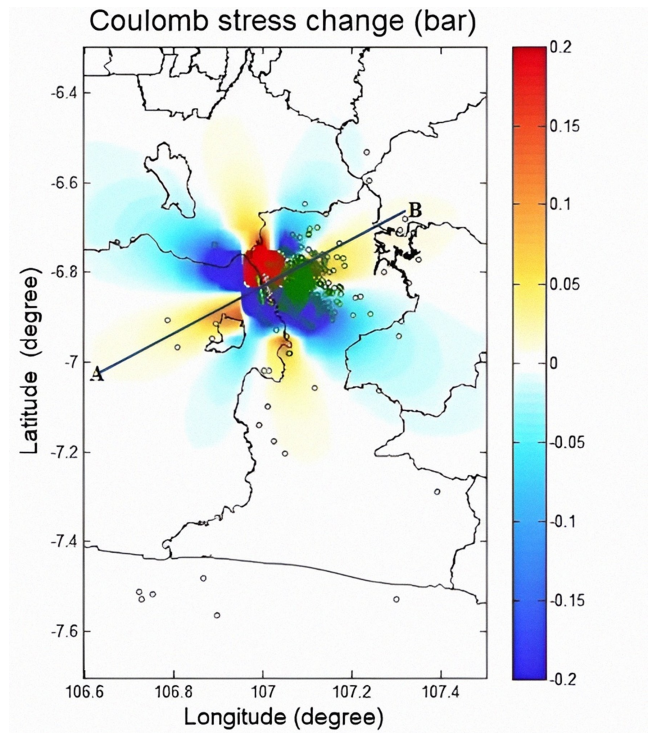 Coulomb stress change (bar)
0.2
-6.4
0.15
-6.6
B
0.1
-6.8
0.05
-7
0
A
-7.2
-0.05
-7.4
-0.1
-7.6
-0.15
-0.2
106.6 106.8 107 107.2 107.4
Latitude (degree)
Longitude (degree)